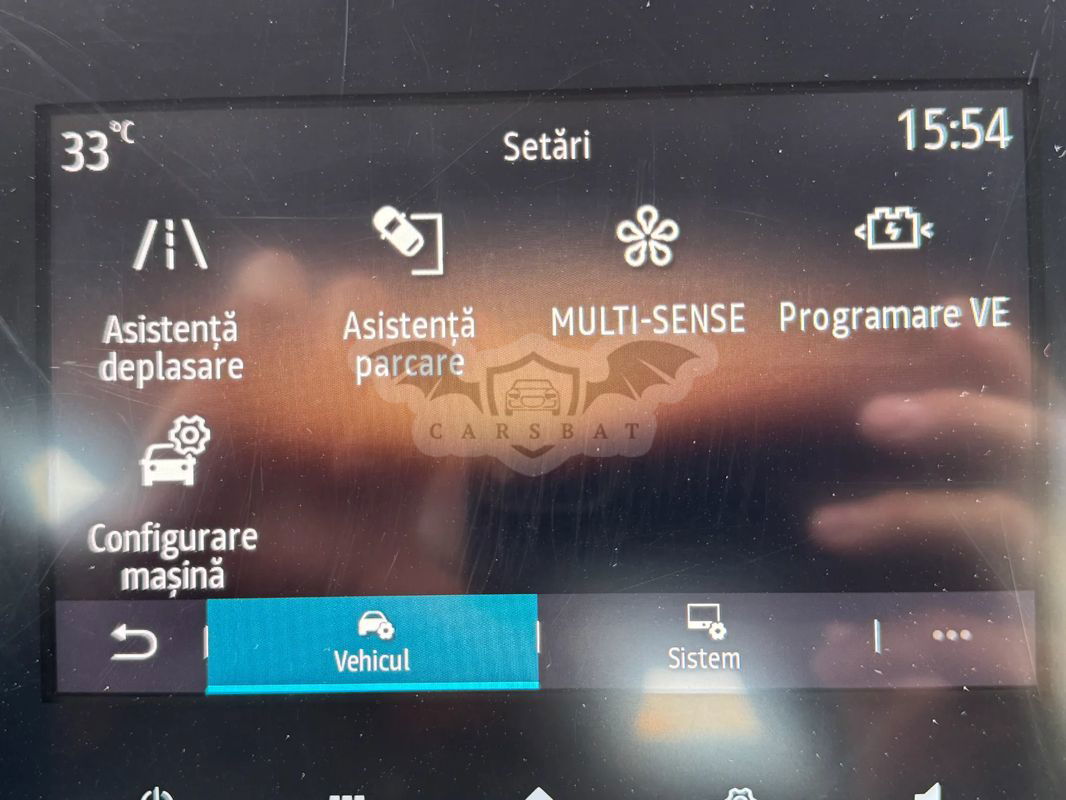 33°C
Setări
15:54
Asistență
deplasare
Asistență
parcare
MULTI-SENSE
Programare VE
CARSBAT
Configurare
mașină
Vehicul
Sistem